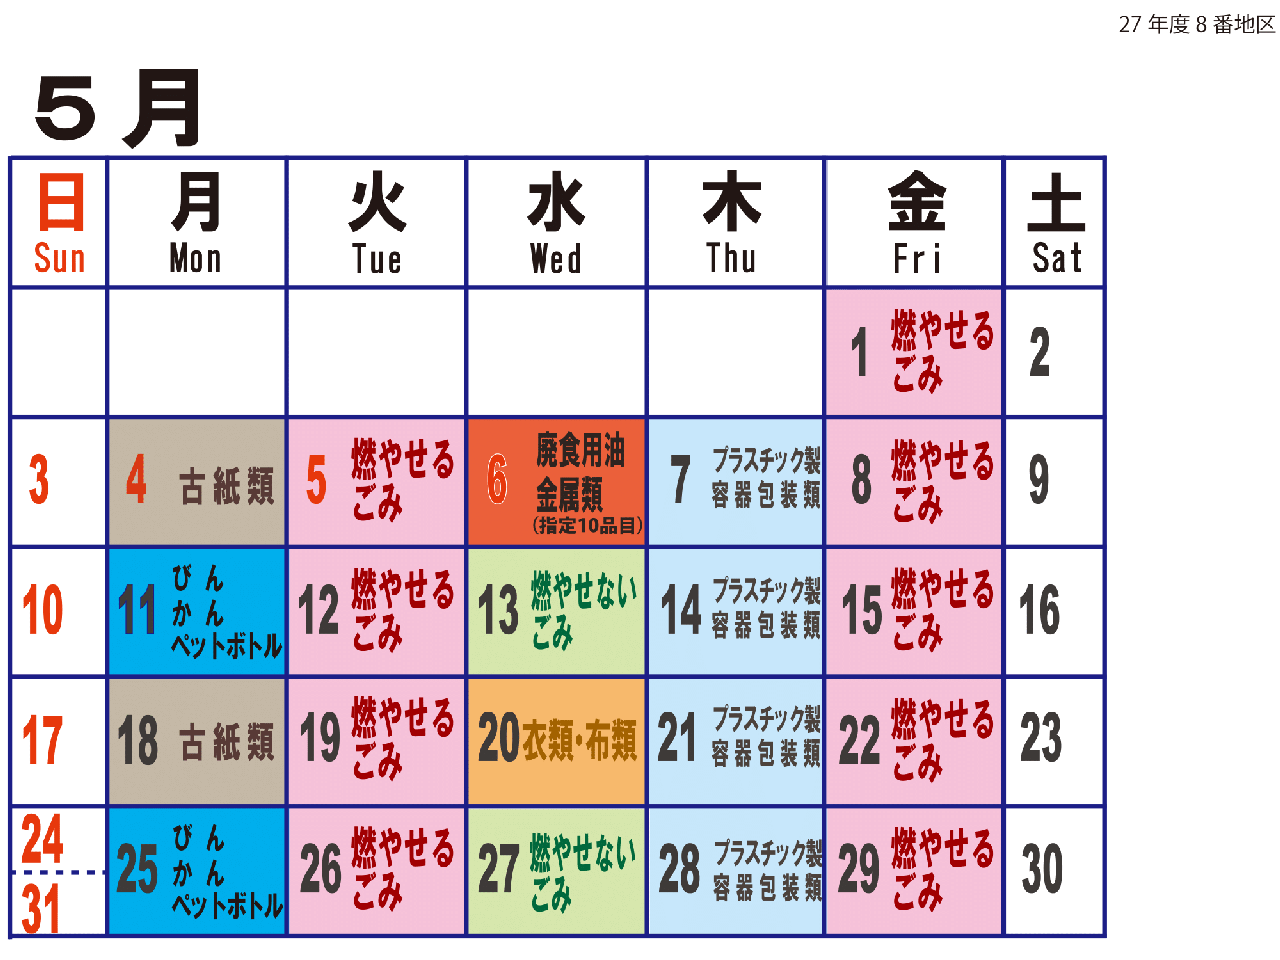 27 年度 8 番地区
5月
日 月 火 水 木 金 土
Sun Mon Tue Wed Thu Fri Sat
1 燃やせる
ごみ
2
3
4 古紙類
5 燃やせる
ごみ
6 廃食用油
金属類
(指定10品目)
7 プラスチック製
容器包装類
8 燃やせる
ごみ
9
10
11 びん
かん
ペットボトル
12 燃やせる
ごみ
13 燃やせない
ごみ
14 プラスチック製
容器包装類
15 燃やせる
ごみ
16
17
18 古紙類
19 燃やせる
ごみ
20 衣類・布類
21 プラスチック製
容器包装類
22 燃やせる
ごみ
23
24
31
25 びん
かん
ペットボトル
26 燃やせる
ごみ
27 燃やせない
ごみ
28 プラスチック製
容器包装類
29 燃やせる
ごみ
30